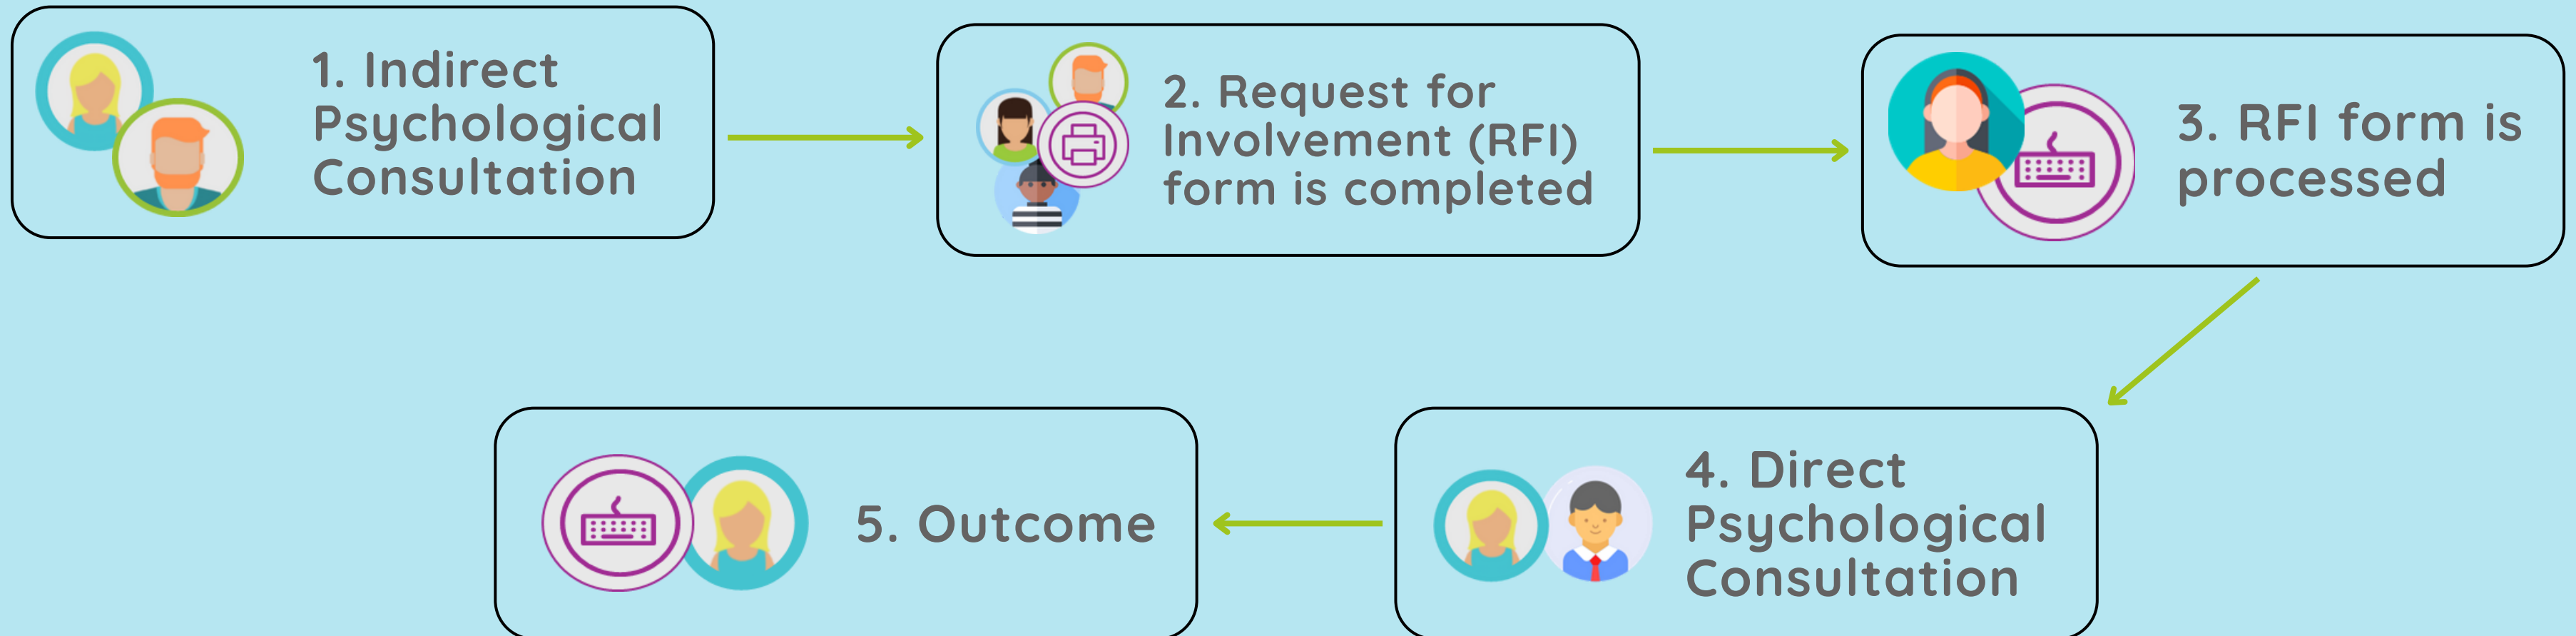 1. Indirect
Psychological
Consultation
2. Request for
Involvement (RFI)
form is completed
3. RFI form is
processed
4. Direct
Psychological
Consultation
5. Outcome